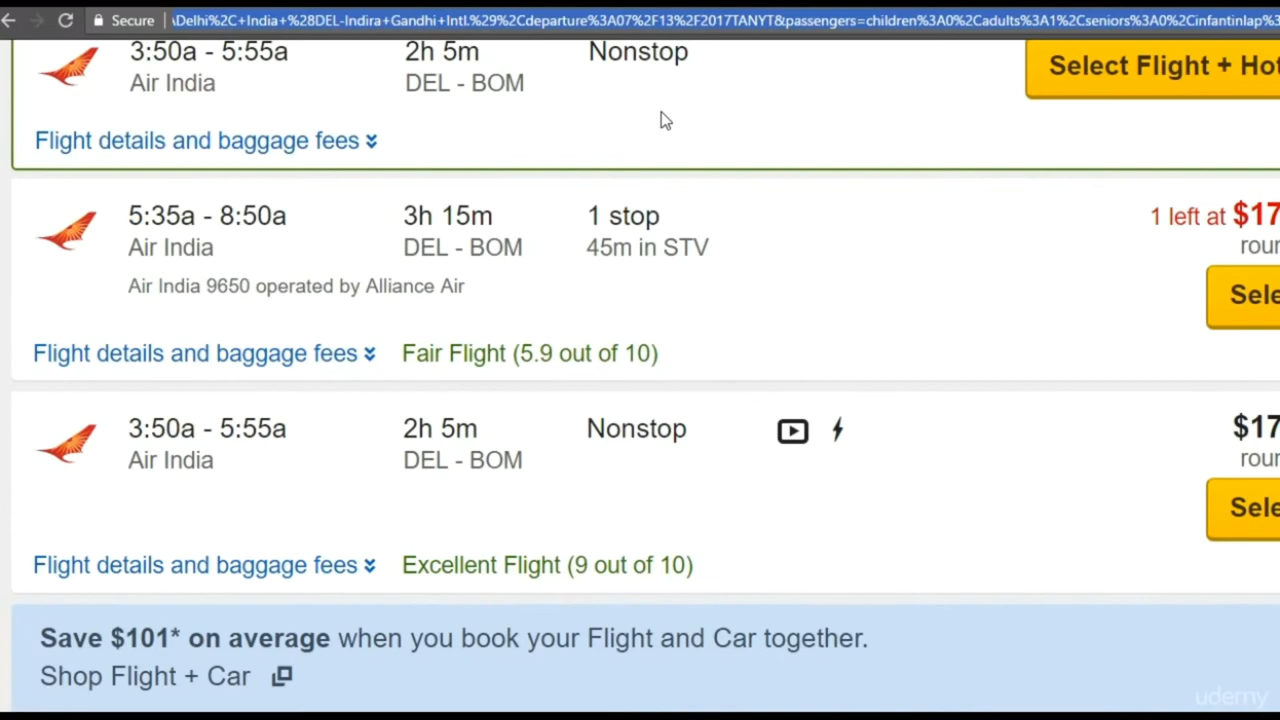 Secure
ADelhi%2C+India+%28DEL-Indira+Gandhi+Intl.%29%2Cdeparture%3A07%2F13%2F2017TANYT&passengers=children%3A0%2Cadults%3A1%2Cseniors%3A0%2Cinfantinlap%3
3:50a - 5:55a 2h 5m Nonstop
Air India DEL - BOM
Select Flight + Hot
Flight details and baggage fees
5:35a - 8:50a 3h 15m 1 stop 1 left at $17
Air India DEL - BOM 45m in STV roun
Air India 9650 operated by Alliance Air
Sele
Flight details and baggage fees Fair Flight (5.9 out of 10)
3:50a - 5:55a 2h 5m Nonstop $17
Air India DEL - BOM roun
Sele
Flight details and baggage fees Excellent Flight (9 out of 10)
Save $101* on average when you book your Flight and Car together.
Shop Flight + Car
udemy